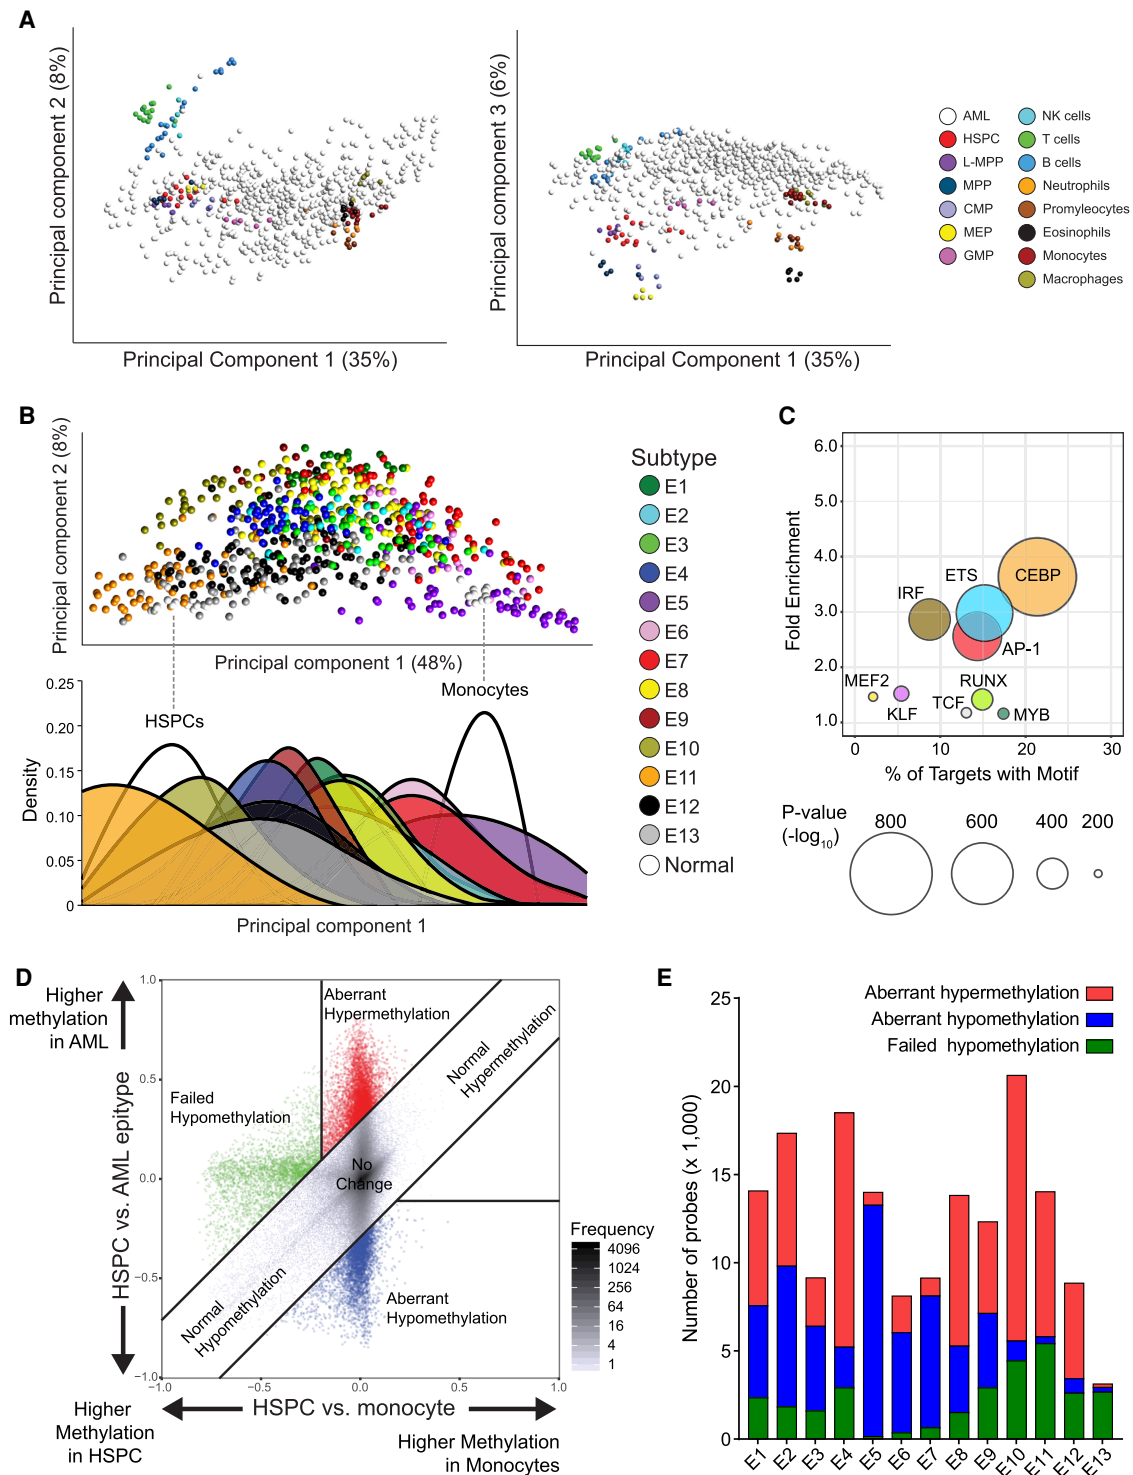 A
Principal component 2 (8%)
Principal Component 1 (35%)
Principal component 3 (6%)
Principal Component 1 (35%)
AML
HSPC
L-MPP
MPP
CMP
MEP
GMP
NK cells
T cells
B cells
Neutrophils
Promyleocytes
Eosinophils
Monocytes
Macrophages
B
Principal component 2 (8%)
Principal component 1 (48%)
HSPCs
Monocytes
0.25
0.20
0.15
0.10
0.05
0
Density
Principal component 1
Subtype
E1
E2
E3
E4
E5
E6
E7
E8
E9
E10
E11
E12
E13
Normal
C
Fold Enrichment
6.0
5.0
4.0
3.0
2.0
1.0
CEBP
ETS
IRF
AP-1
MEF2
KLF
TCF
RUNX
MYB
0 10 20 30
% of Targets with Motif
P-value
(-log10)
800 600 400 200
D
Higher
methylation
in AML
HSPC vs. AML epitype
1.0
0.5
0.0
−0.5
−1.0
Aberrant
Hypermethylation
Normal
Hypermethylation
Failed
Hypomethylation
No
Change
Normal
Hypomethylation
Aberrant
Hypomethylation
Frequency
4096
1024
256
64
16
4
1
−1.0 −0.5 0.0 0.5 1.0
HSPC vs. monocyte
Higher
Methylation
in HSPC
Higher Methylation
in Monocytes
E
Aberrant hypermethylation
Aberrant hypomethylation
Failed hypomethylation
Number of probes (x 1,000)
25
20
15
10
5
0
E1 E2 E3 E4 E5 E6 E7 E8 E9 E10 E11 E12 E13